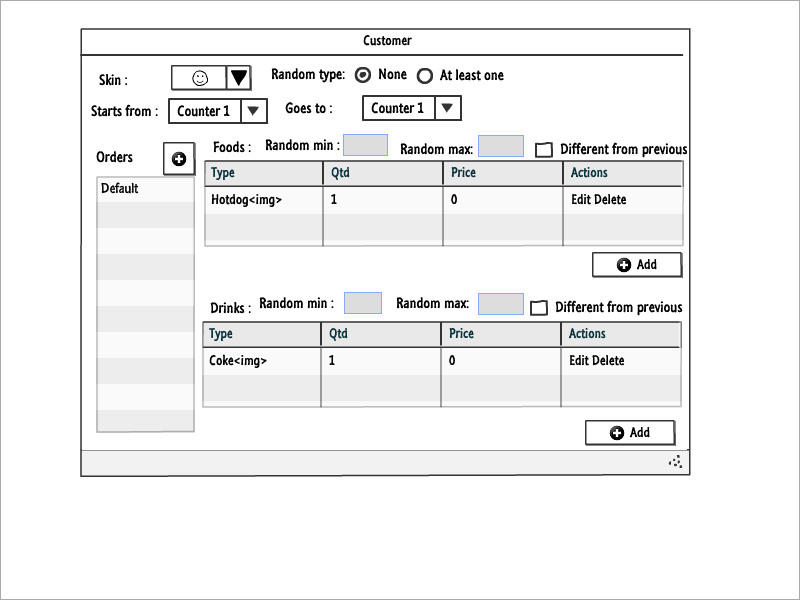 Customer
Skin : Random type: None At least one
Starts from : Counter 1 Goes to : Counter 1
Orders Foods : Random min : Random max: Different from previous
Type Qtd Price Actions
Default
Hotdog<img> 1 0 Edit Delete
Add
Drinks : Random min : Random max: Different from previous
Type Qtd Price Actions
Coke<img> 1 0 Edit Delete
Add